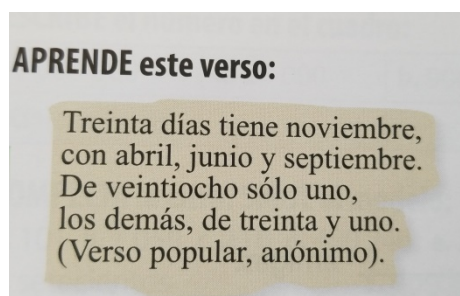 APRENDE este verso:
Treinta días tiene noviembre,
con abril, junio y septiembre.
De veintiocho sólo uno,
los demás, de treinta y uno.
(Verso popular, anónimo).